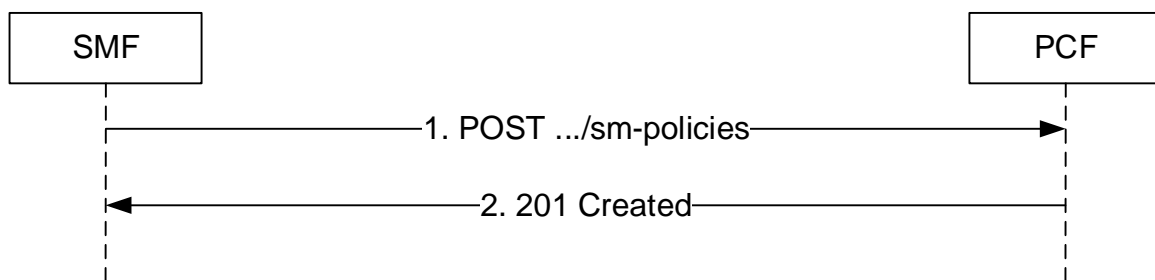 SMF
PCF
1. POST .../sm-policies
2. 201 Created